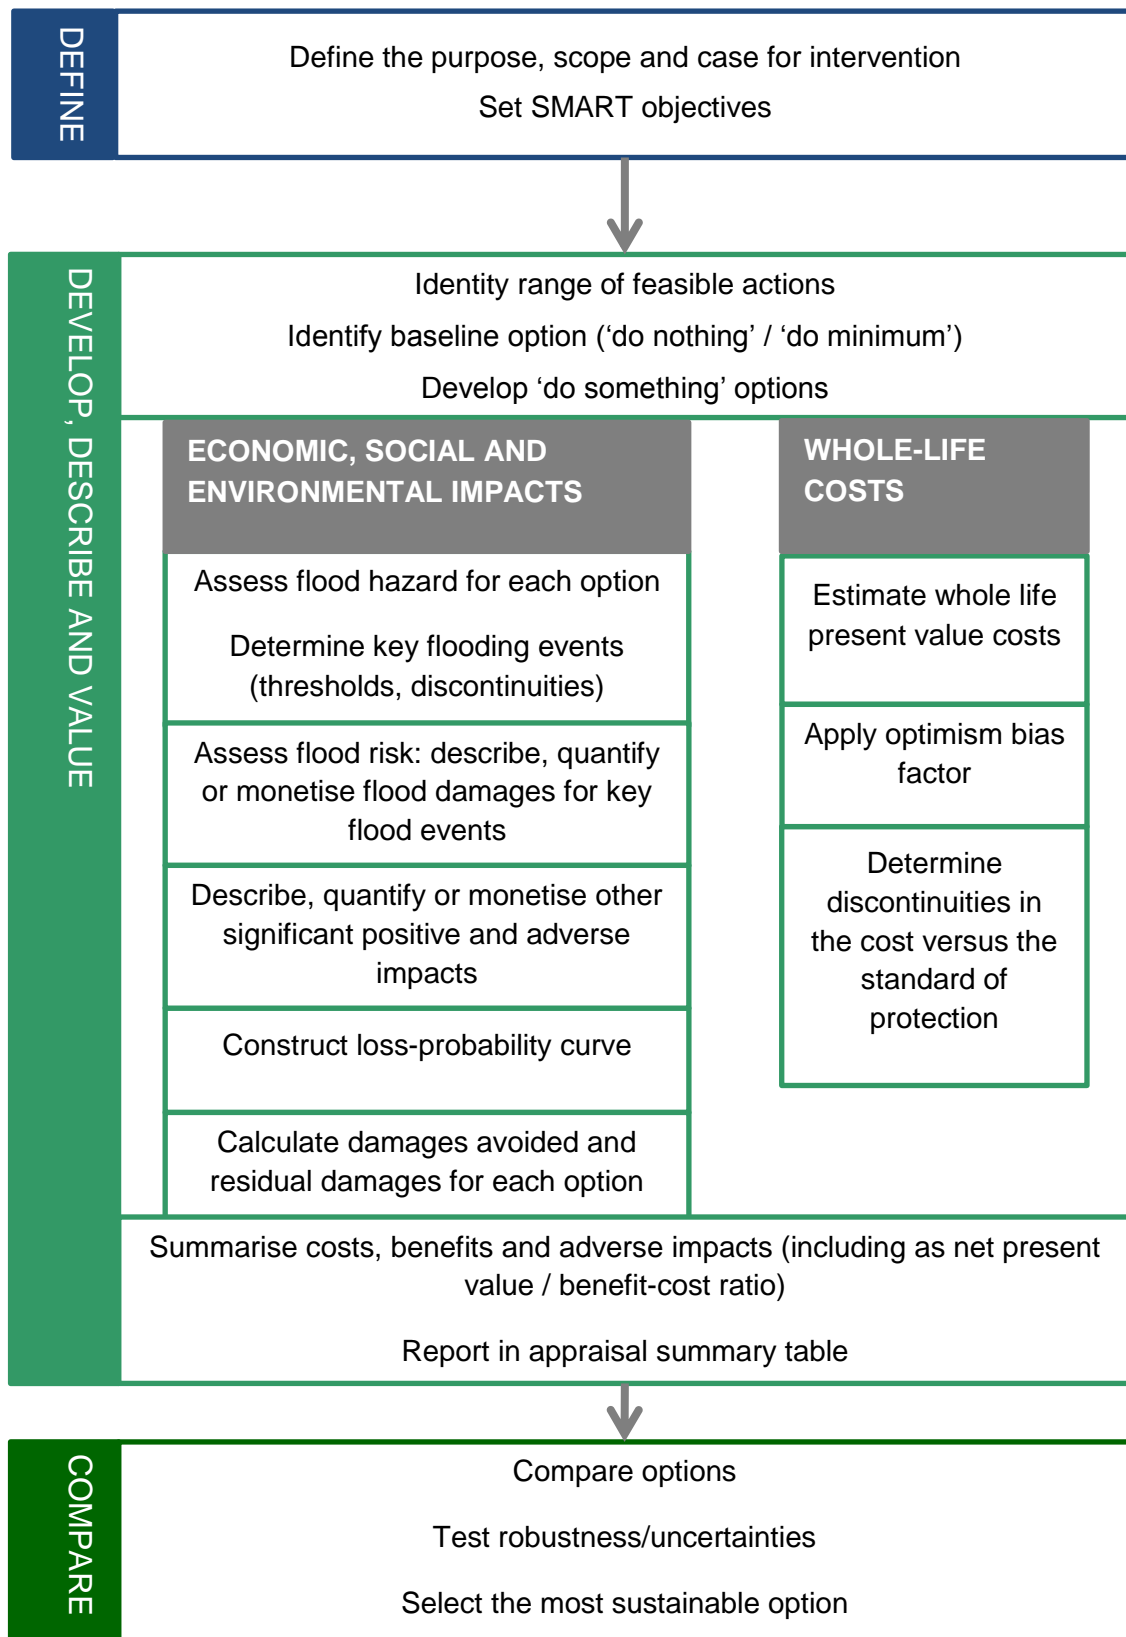 DEFINE
Define the purpose, scope and case for intervention
Set SMART objectives
DEVELOP, DESCRIBE AND VALUE
Identity range of feasible actions
Identify baseline option (‘do nothing’ / ‘do minimum’)
Develop ‘do something’ options
ECONOMIC, SOCIAL AND
ENVIRONMENTAL IMPACTS
Assess flood hazard for each option
Determine key flooding events
(thresholds, discontinuities)
Assess flood risk: describe, quantify
or monetise flood damages for key
flood events
Describe, quantify or monetise other
significant positive and adverse
impacts
Construct loss-probability curve
Calculate damages avoided and
residual damages for each option
WHOLE-LIFE
COSTS
Estimate whole life
present value costs
Apply optimism bias
factor
Determine
discontinuities in
the cost versus the
standard of
protection
Summarise costs, benefits and adverse impacts (including as net present
value / benefit-cost ratio)
Report in appraisal summary table
COMPARE
Compare options
Test robustness/uncertainties
Select the most sustainable option